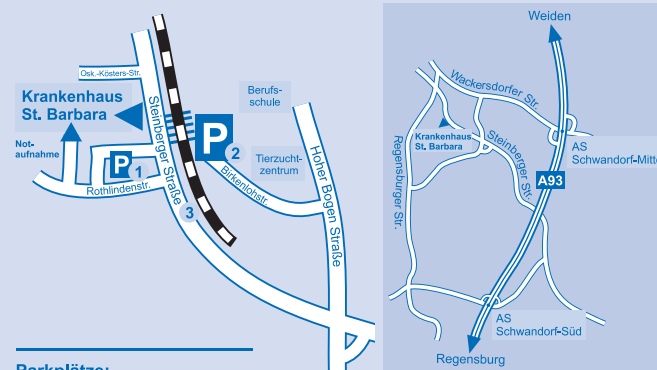 Osk.-Kösters-Str.
Krankenhaus
St. Barbara
Not-
aufnahme
P
1
Rothlindenstr.
Steinberger Straße
3
P
2
Birkenlohstr.
Berufs-
schule
Tierzucht-
zentrum
Hoher Bogen Straße
Parkplätze:
Weiden
Wackersdorfer Str.
Krankenhaus
St. Barbara
Steinberger Str.
Regensburger Str.
AS
Schwandorf-Mitte
A93
AS
Schwandorf-Süd
Regensburg